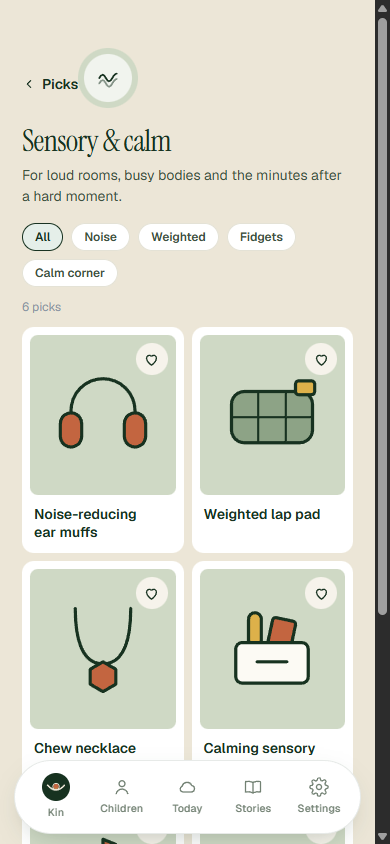 Picks
Sensory & calm
For loud rooms, busy bodies and the minutes after
a hard moment.
All
Noise
Weighted
Fidgets
Calm corner
6 picks
Noise-reducing
ear muffs
Weighted lap pad
Chew necklace
Calming sensory
Kin
Children
Today
Stories
Settings